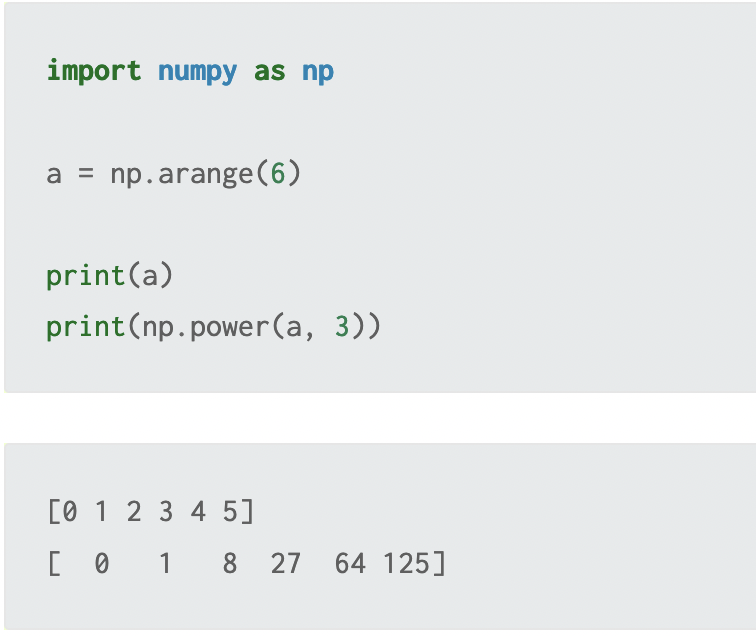 import numpy as np
a = np.arange(6)
print(a)
print(np.power(a, 3))
[0 1 2 3 4 5]
[  0   1   8  27  64 125]